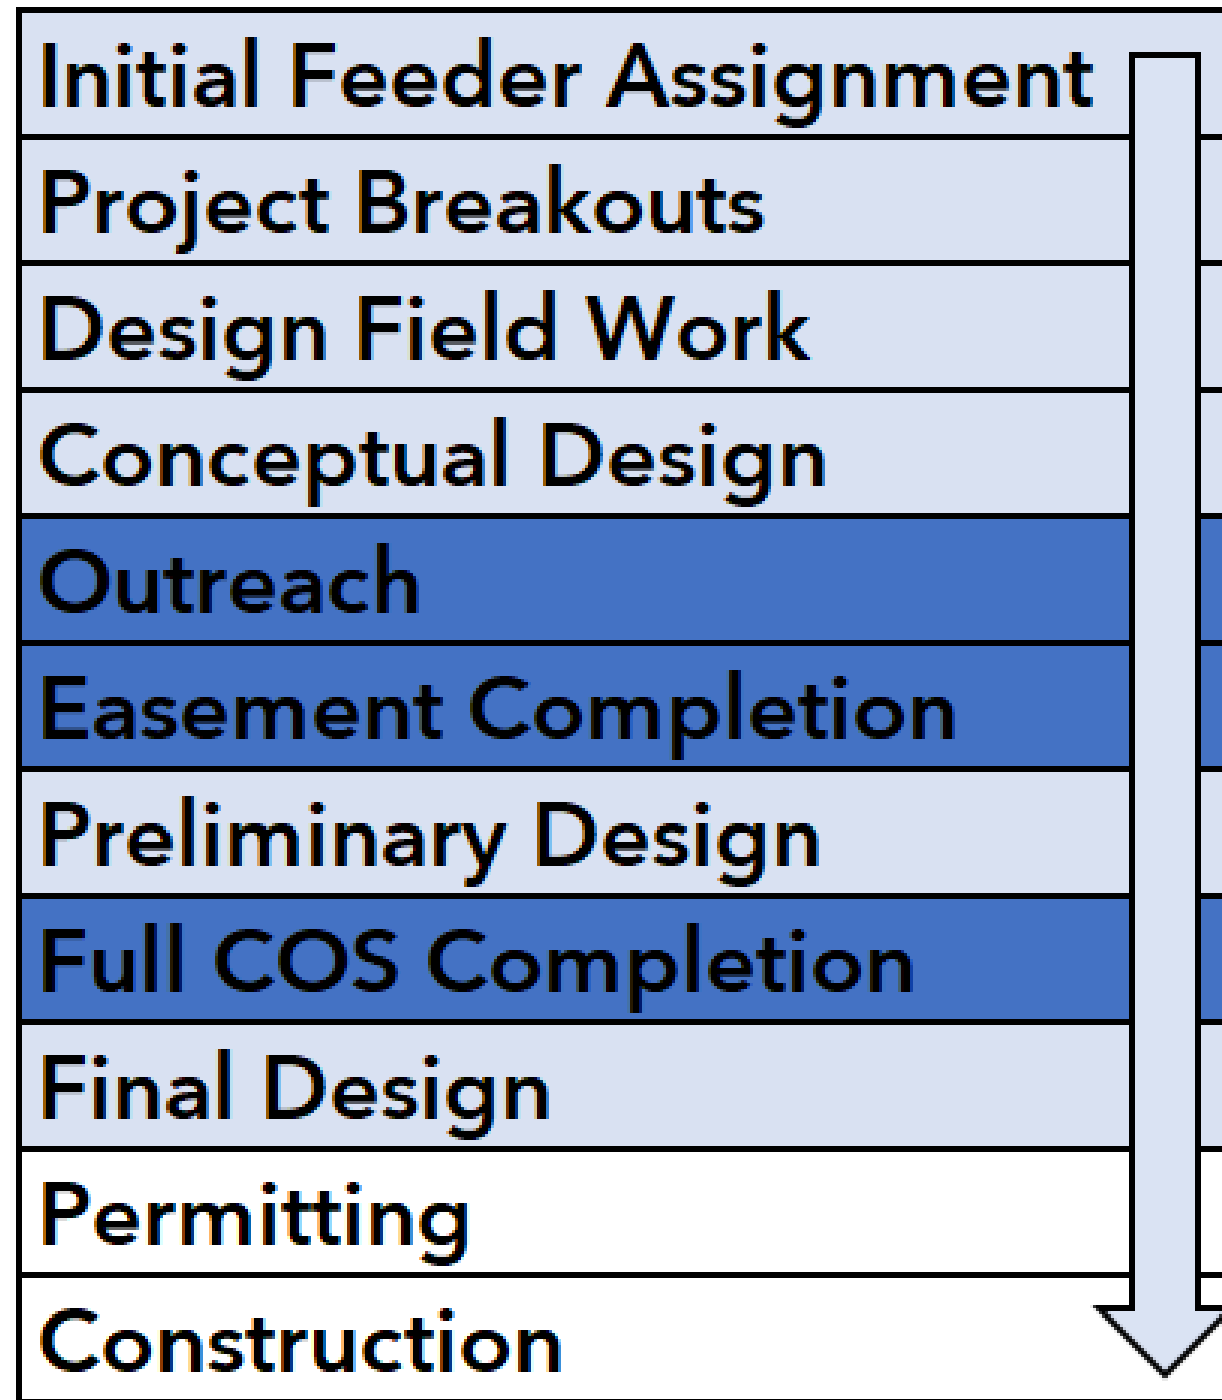 Initial Feeder Assignment
Project Breakouts
Design Field Work
Conceptual Design
Outreach
Easement Completion
Preliminary Design
Full COS Completion
Final Design
Permitting
Construction